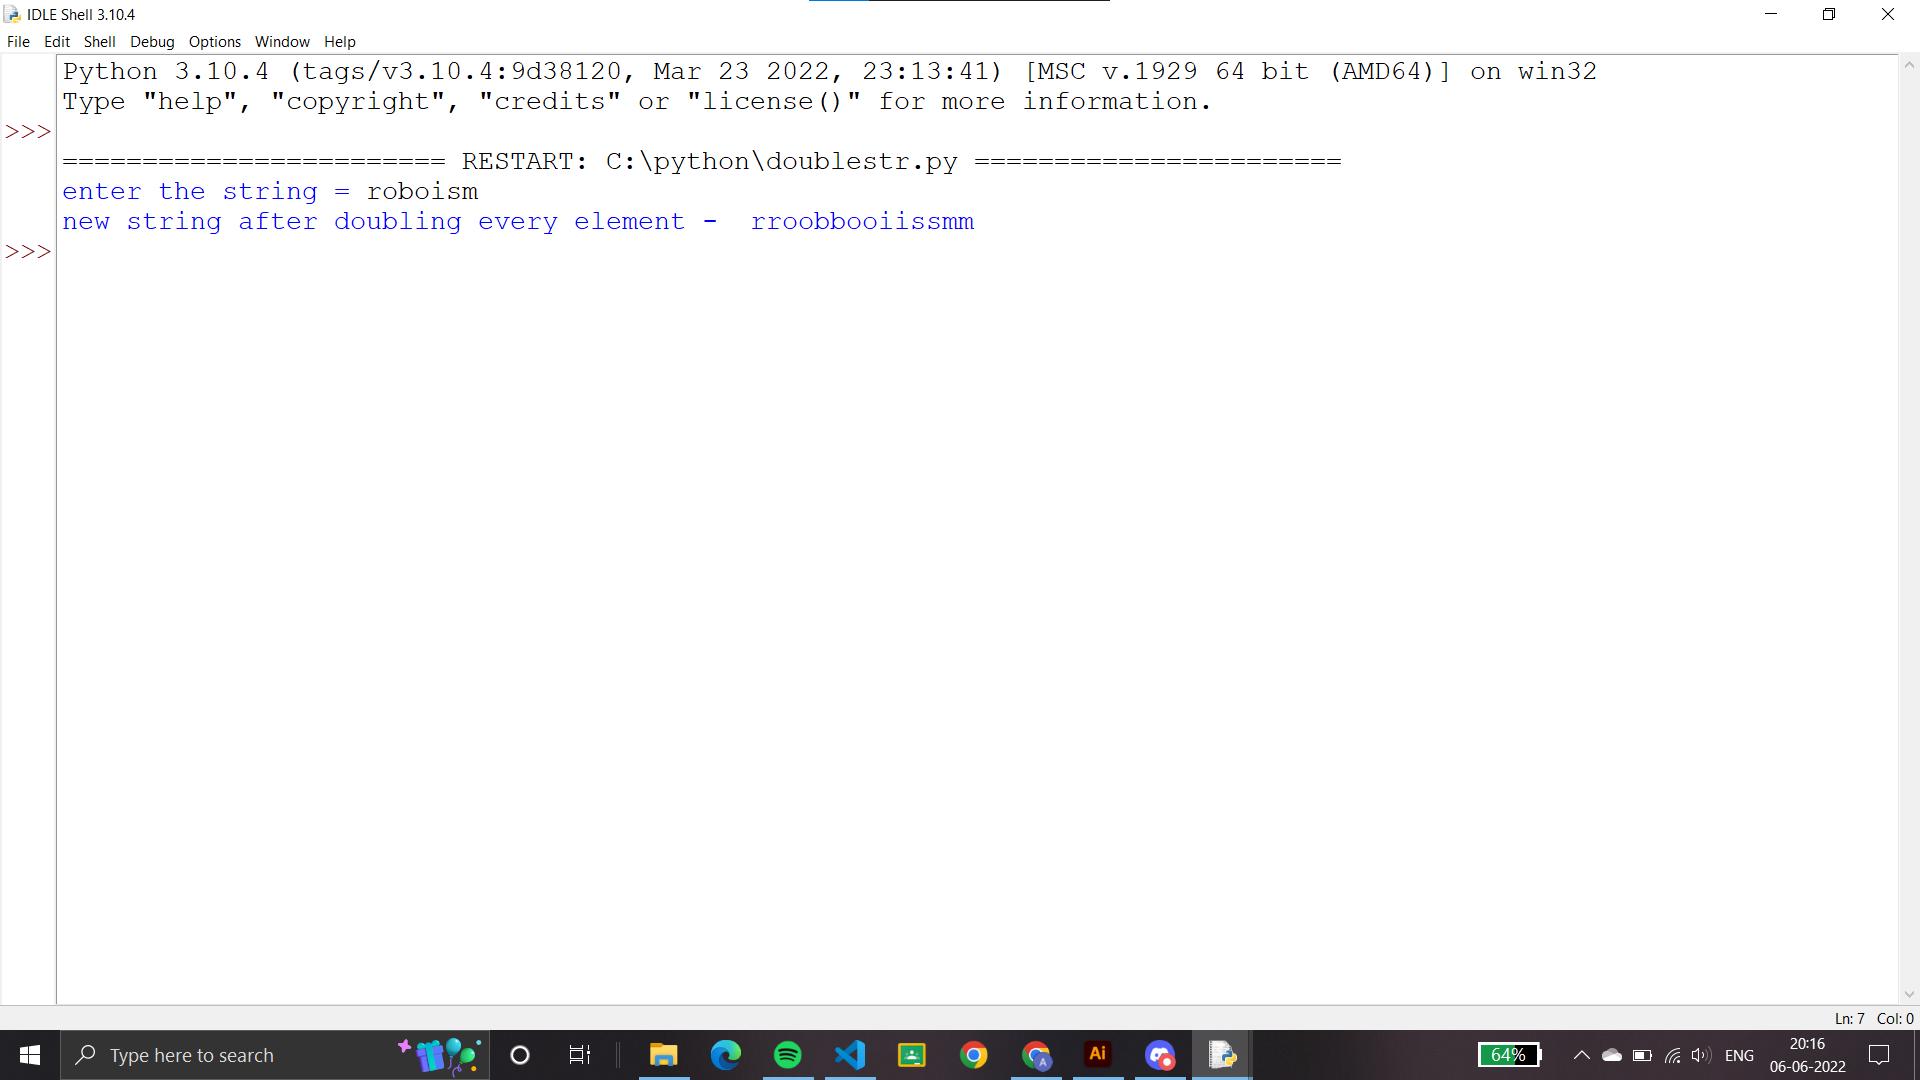 IDLE Shell 3.10.4
File Edit Shell Debug Options Window Help
Python 3.10.4 (tags/v3.10.4:9d38120, Mar 23 2022, 23:13:41) [MSC v.1929 64 bit (AMD64)] on win32
Type "help", "copyright", "credits" or "license()" for more information.
>>>
======================== RESTART: C:\python\doublestr.py =======================
enter the string = roboism
new string after doubling every element -  rroobbooiissmm
>>>
Ln: 7 Col: 0
Type here to search
Ai
A
64%
ENG
20:16
06-06-2022